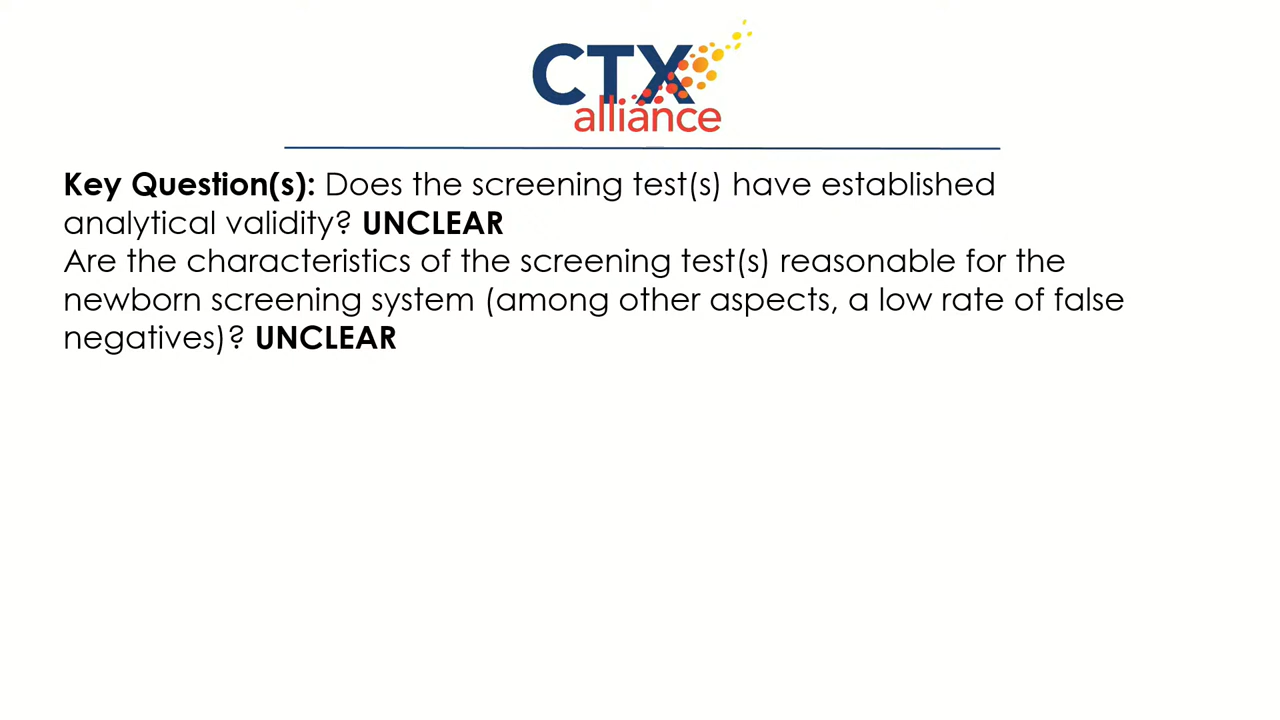 CTX
alliance
Key Question(s): Does the screening test(s) have established
analytical validity? UNCLEAR
Are the characteristics of the screening test(s) reasonable for the
newborn screening system (among other aspects, a low rate of false
negatives)? UNCLEAR